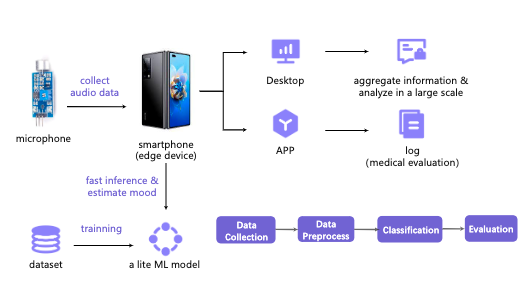 collect
audio data
microphone
smartphone
(edge device)
Desktop
aggregate information &
analyze in a large scale
APP
log
(medical evaluation)
fast inference &
estimate mood
trainning
dataset
a lite ML model
Data
Collection
Data
Preprocess
Classification
Evaluation